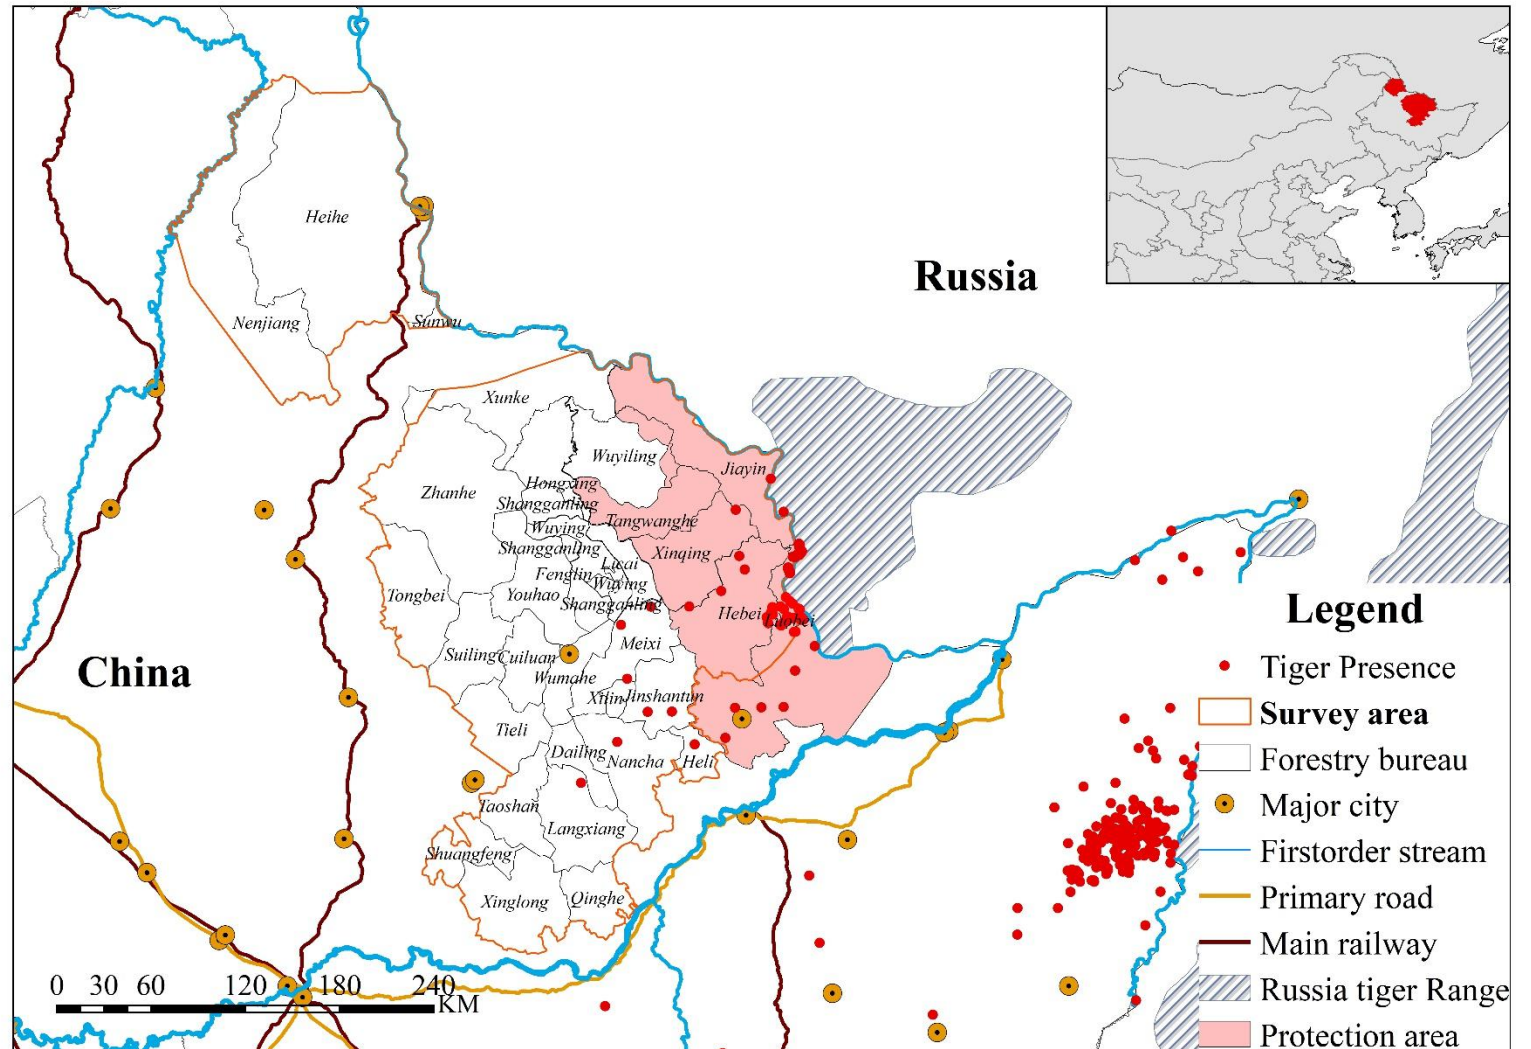 Heihe
Russia
Nenjiang
Sunwu
Xunke
Wuyiling
Jiayin
Zhanhe
Hongxing
Shangganling
Tangwanghe
Wuying
Shangganling
Xinqing
Licai
Fenglin
Wuying
Tongbei
Youhao
Shangganling
Hebei
Luobei
Legend
Meixi
China
Suiling
Cuiluan
Wumahe
Tiger Presence
Xilin
Jinshantun
Survey area
Tieli
Dailing
Nancha
Heli
Forestry bureau
Taoshan
Major city
Langxiang
Shuangfeng
Firstorder stream
Xinglong
Qinghe
Primary road
Main railway
0 30 60 120 180 240
KM
Russia tiger Range
Protection area